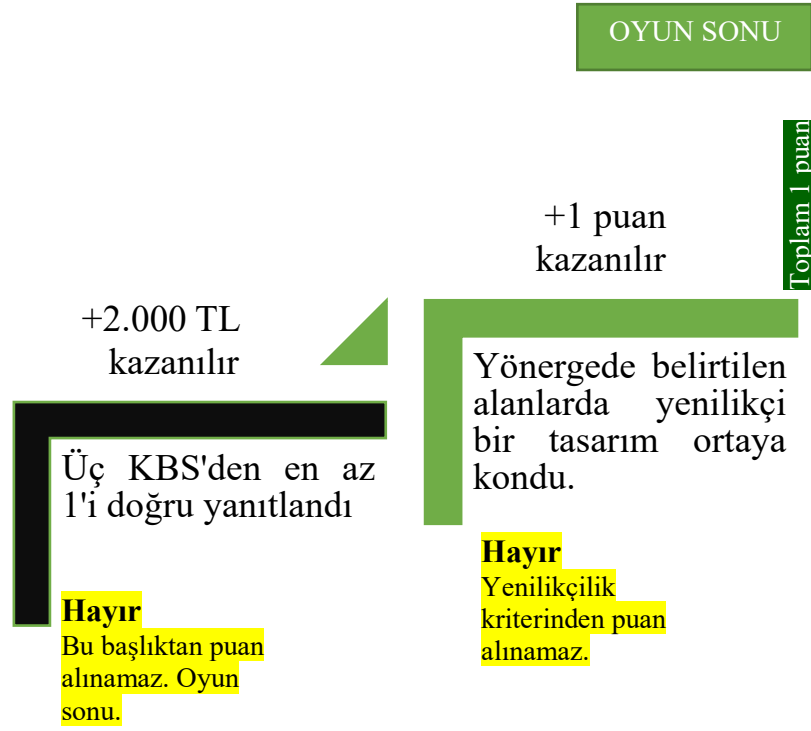 OYUN SONU
Toplam 1 puan
+1 puan
kazanılır
+2.000 TL
kazanılır
Yönergede belirtilen
alanlarda yenilikçi
bir tasarım ortaya
kondu.
Üç KBS'den en az
1'i doğru yanıtlandı
Hayır
Yenilikçilik
kriterinden puan
alınamaz.
Hayır
Bu başlıktan puan
alınamaz. Oyun
sonu.